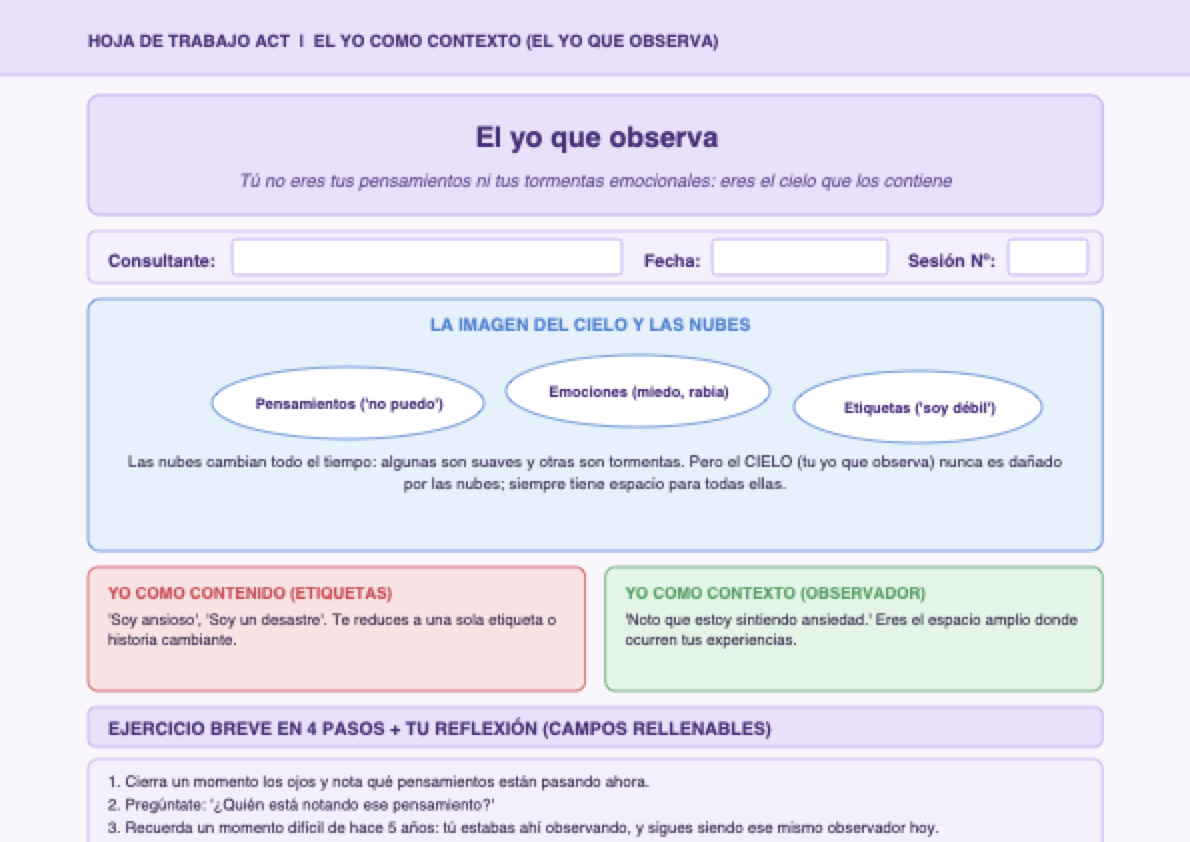 HOJA DE TRABAJO ACT | EL YO COMO CONTEXTO (EL YO QUE OBSERVA)
El yo que observa
Tú no eres tus pensamientos ni tus tormentas emocionales: eres el cielo que los contiene
Consultante: Fecha: Sesión N°:
LA IMAGEN DEL CIELO Y LAS NUBES
Pensamientos ('no puedo')
Emociones (miedo, rabia)
Etiquetas ('soy débil')
Las nubes cambian todo el tiempo: algunas son suaves y otras son tormentas. Pero el CIELO (tu yo que observa) nunca es dañado
por las nubes; siempre tiene espacio para todas ellas.
YO COMO CONTENIDO (ETIQUETAS)
'Soy ansioso', 'Soy un desastre'. Te reduces a una sola etiqueta o
historia cambiante.
YO COMO CONTEXTO (OBSERVADOR)
'Noto que estoy sintiendo ansiedad.' Eres el espacio amplio donde
ocurren tus experiencias.
EJERCICIO BREVE EN 4 PASOS + TU REFLEXIÓN (CAMPOS RELLENABLES)
1. Cierra un momento los ojos y nota qué pensamientos están pasando ahora.
2. Pregúntate: '¿Quién está notando ese pensamiento?'
3. Recuerda un momento difícil de hace 5 años: tú estabas ahí observando, y sigues siendo ese mismo observador hoy.